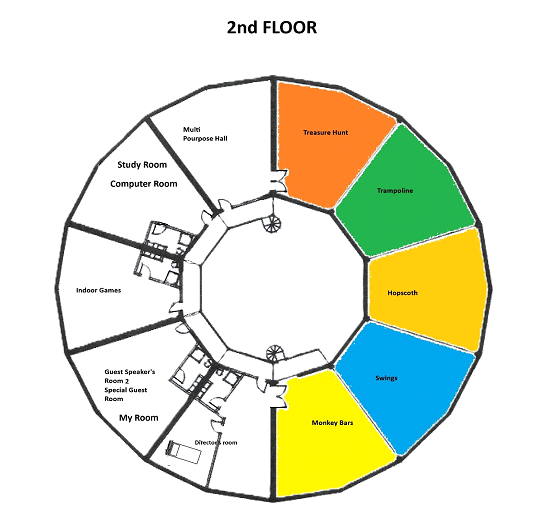 2nd FLOOR
Multi
Pourpose Hall
Treasure Hunt
Study Room
Computer Room
Trampoline
Indoor Games
Hopscoth
Guest Speaker's
Room 2
Special Guest
Room
My Room
Swings
Director's room
Monkey Bars